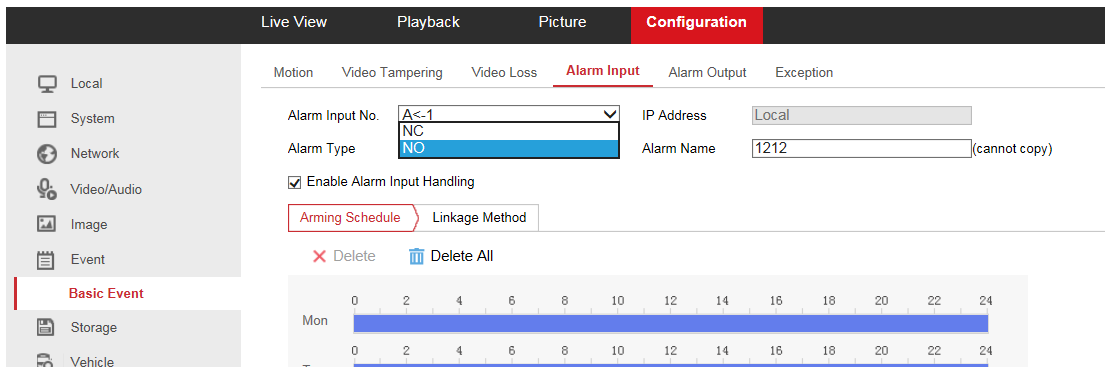 Live View Playback Picture Configuration
Local
System
Network
Video/Audio
Image
Event
Basic Event
Storage
Vehicle
Motion Video Tampering Video Loss Alarm Input Alarm Output Exception
Alarm Input No. A<-1 IP Address Local
NC
Alarm Type NO Alarm Name 1212 (cannot copy)
Enable Alarm Input Handling
Arming Schedule Linkage Method
Delete Delete All
0 2 4 6 8 10 12 14 16 18 20 22 24
Mon
0 2 4 6 8 10 12 14 16 18 20 22 24